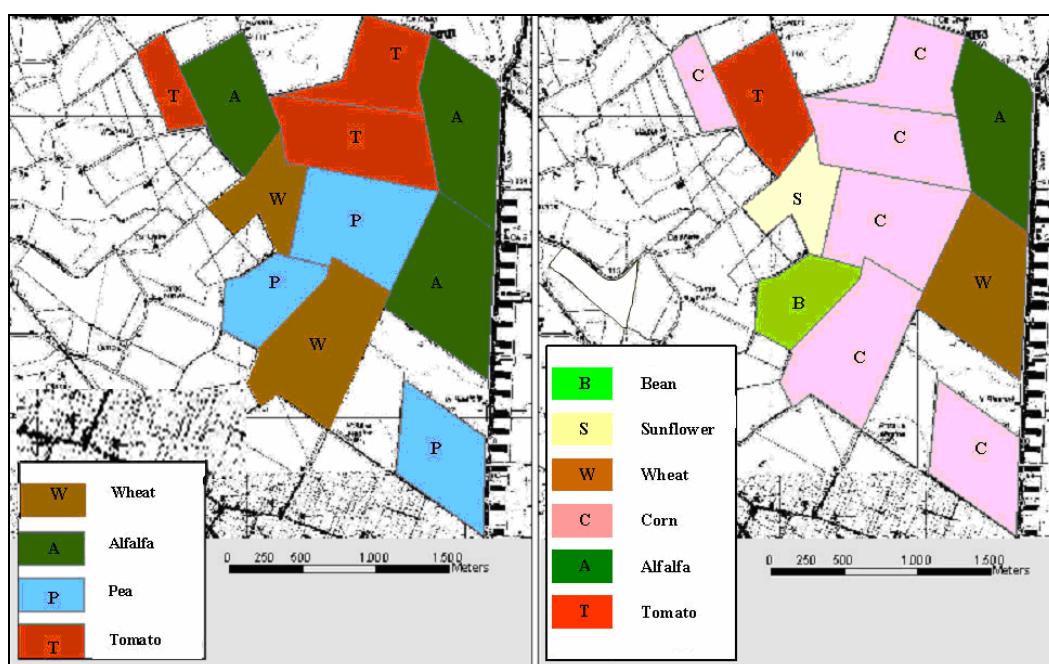 T
A
T
A
T
W
P
P
A
W
P
W Wheat
A Alfalfa
P Pea
T Tomato
0 250 500 1.000 1.500
Meters
C
T
C
A
C
S
C
B
W
C
C
B Bean
S Sunflower
W Wheat
C Corn
A Alfalfa
T Tomato
0 250 500 1.000 1.500
Meters